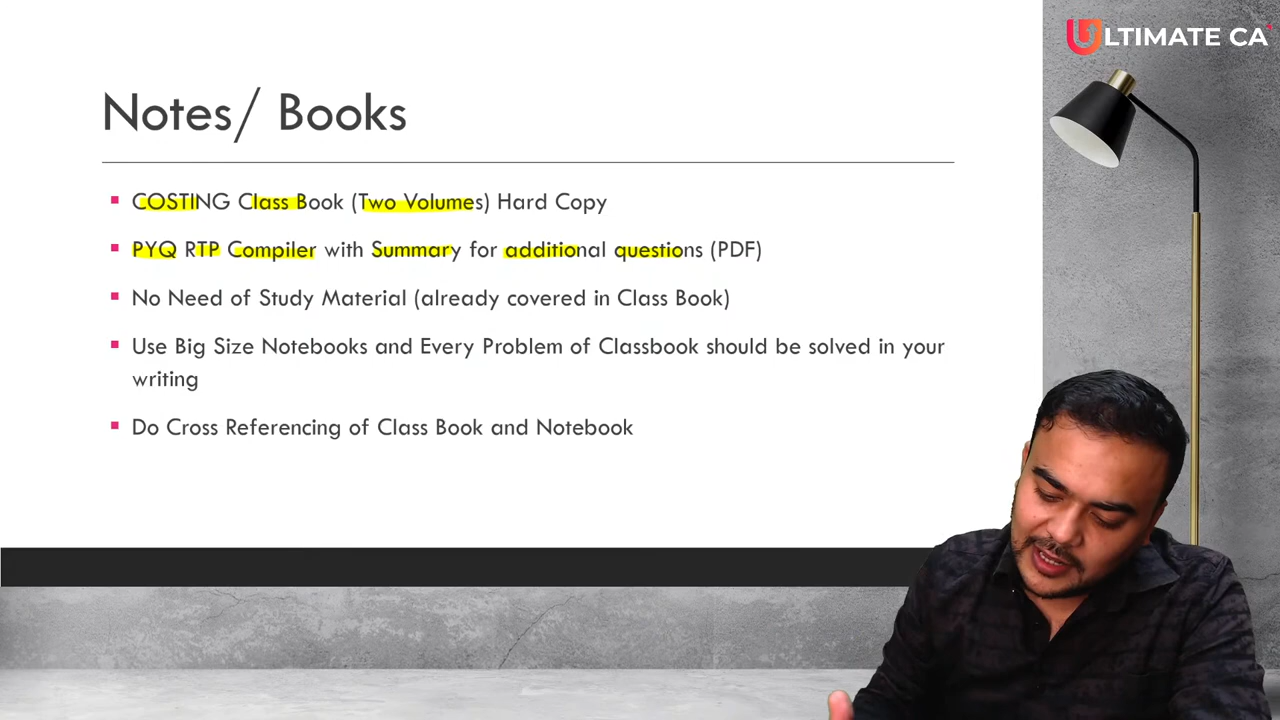 ULTIMATE CA
Notes/ Books
COSTING Class Book (Two Volumes) Hard Copy
PYQ RTP Compiler with Summary for additional questions (PDF)
No Need of Study Material (already covered in Class Book)
Use Big Size Notebooks and Every Problem of Classbook should be solved in your
writing
Do Cross Referencing of Class Book and Notebook